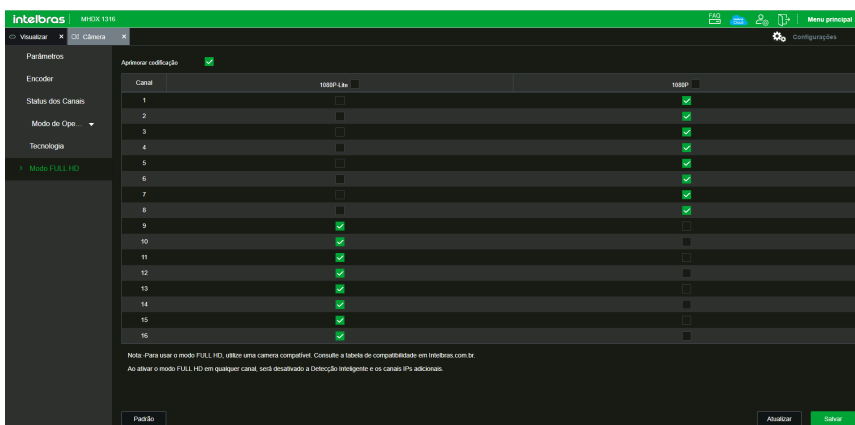 intelbras MHDX 1316 FAQ Menu principal
Visualizar x Câmera x Configurações
Parâmetros
Encoder
Status dos Canais
Modo de Ope...
Tecnologia
> Modo FULL HD
Aprimorar codificação
Canal 1080P-Lite 1080P
1
2
3
4
5
6
7
8
9
10
11
12
13
14
15
16
Nota:-Para usar o modo FULL HD, utilize uma camera compatível. Consulte a tabela de compatibilidade em Intelbras.com.br.
Ao ativar o modo FULL HD em qualquer canal, será desativado a Detecção Inteligente e os canais IPs adicionais.
Padrão Atualizar Salvar